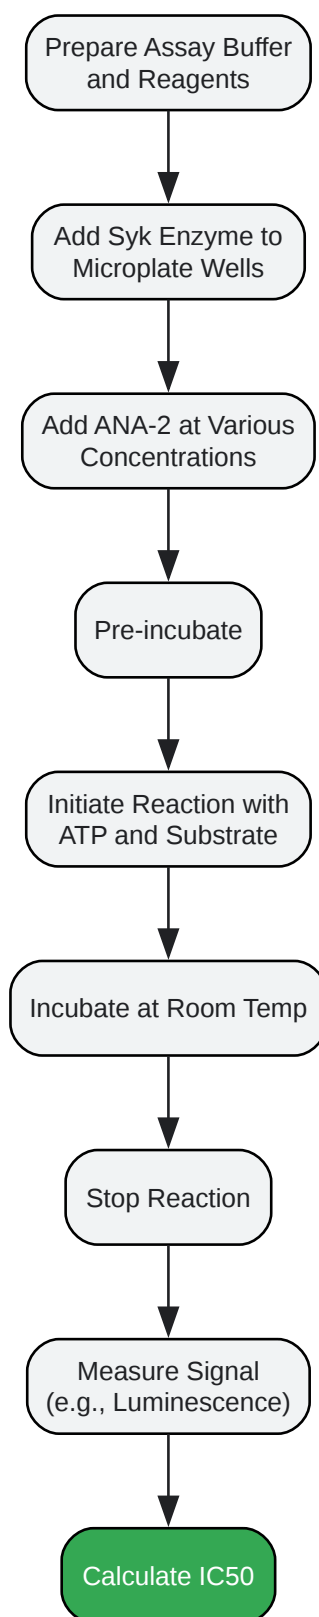 Prepare Assay Buffer
and Reagents
Add Syk Enzyme to
Microplate Wells
Add ANA-2 at Various
Concentrations
Pre-incubate
Initiate Reaction with
ATP and Substrate
Incubate at Room Temp
Stop Reaction
Measure Signal
(e.g., Luminescence)
Calculate IC50